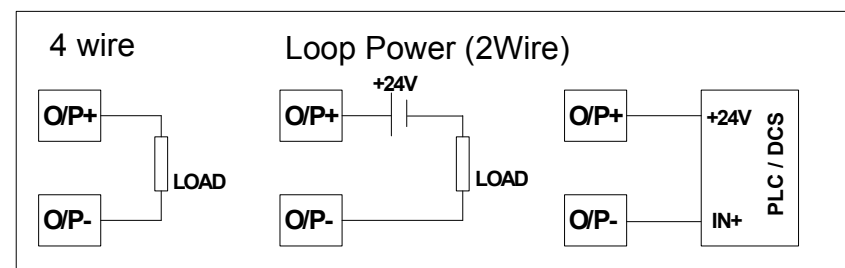 4 wire
Loop Power (2Wire)
+24V
O/P+
LOAD
O/P-
O/P+
LOAD
O/P-
O/P+
+24V
PLC / DCS
O/P-
IN+